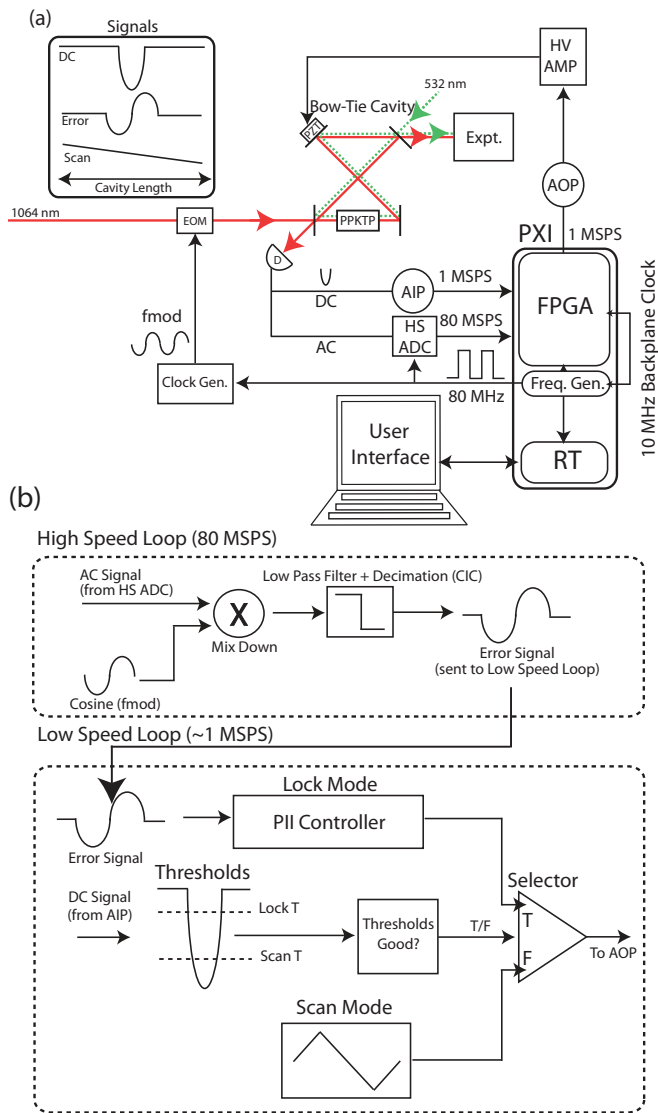 (a)
Signals
DC
Error
Scan
Cavity Length
HV
AMP
532 nm
Bow-Tie Cavity
PZT
Expt.
AOP
1064 nm
EOM
PPKTP
PXI
1 MSPS
D
DC
AIP
1 MSPS
FPGA
fmod
AC
HS
ADC
80 MSPS
10 MHz Backplane Clock
Clock Gen.
80 MHz
Freq. Gen.
User
Interface
RT
(b)
High Speed Loop (80 MSPS)
AC Signal
(from HS ADC)
Low Pass Filter + Decimation (CIC)
X
Mix Down
Error Signal
(sent to Low Speed Loop)
Cosine (fmod)
Low Speed Loop (~1 MSPS)
Lock Mode
PII Controller
Error Signal
Thresholds
Selector
DC Signal
(from AIP)
Lock T
Scan T
Thresholds
Good?
T/F
T
F
To AOP
Scan Mode